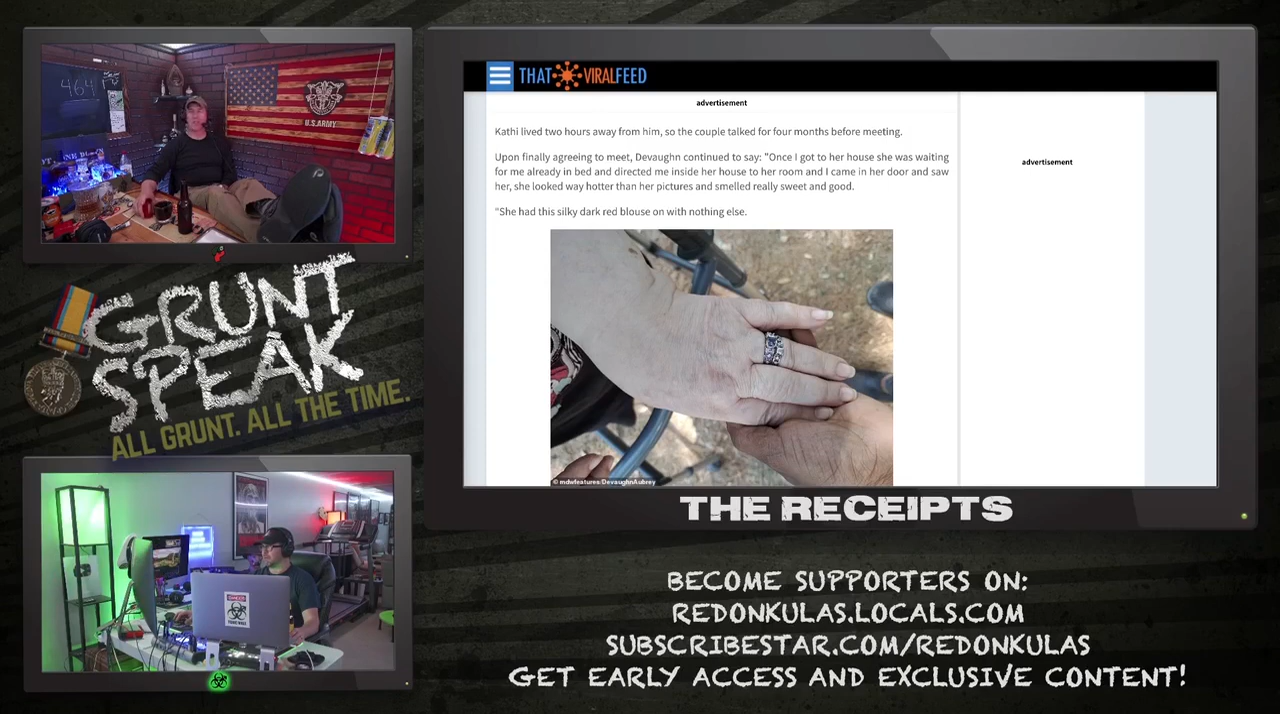 464
U.S. ARMY
GRUNT
SPEAK
ALL GRUNT. ALL THE TIME.
THAT VIRALFEED
advertisement
Kathi lived two hours away from him, so the couple talked for four months before meeting.
Upon finally agreeing to meet, Devaughn continued to say: "Once I got to her house she was waiting
for me already in bed and directed me inside her house to her room and I came in her door and saw
her, she looked way hotter than her pictures and smelled really sweet and good.
"She had this silky dark red blouse on with nothing else.
© mdwfeatures/DevaughnAubrey
advertisement
THE RECEIPTS
BECOME SUPPORTERS ON:
REDONKULAS.LOCALS.COM
SUBSCRIBESTAR.COM/REDONKULAS
GET EARLY ACCESS AND EXCLUSIVE CONTENT!